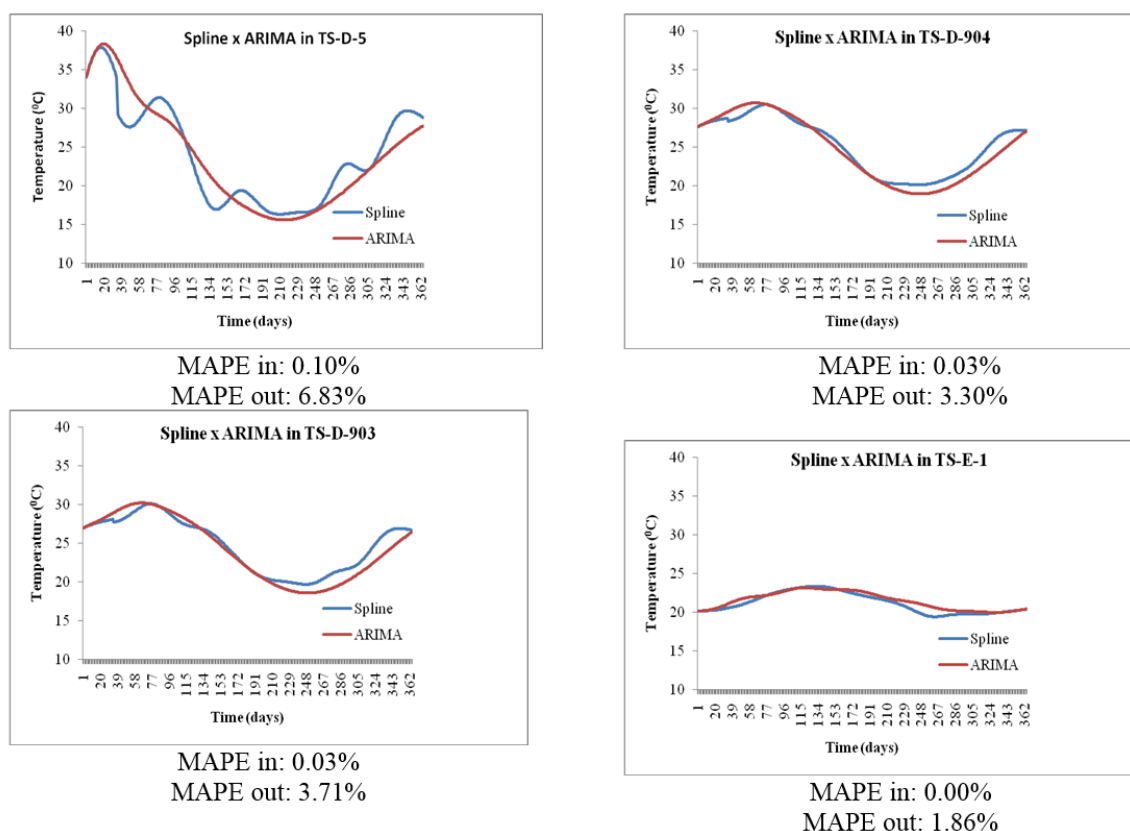 Spline x ARIMA in TS-D-5
Temperature (⁰C)
40
35
30
25
20
15
10
Spline
ARIMA
1 20 39 58 77 96 115 134 153 172 191 210 229 248 267 286 305 324 343 362
Time (days)
MAPE in: 0.10%
MAPE out: 6.83%
Spline x ARIMA in TS-D-904
Temperature (⁰C)
40
35
30
25
20
15
10
Spline
ARIMA
1 20 39 58 77 96 115 134 153 172 191 210 229 248 267 286 305 324 343 362
Time (days)
MAPE in: 0.03%
MAPE out: 3.30%
Spline x ARIMA in TS-D-903
Temperature (⁰C)
40
35
30
25
20
15
10
Spline
ARIMA
1 20 39 58 77 96 115 134 153 172 191 210 229 248 267 286 305 324 343 362
Time (days)
MAPE in: 0.03%
MAPE out: 3.71%
Spline x ARIMA in TS-E-1
Temperature (⁰C)
40
35
30
25
20
15
10
Spline
ARIMA
1 20 39 58 77 96 115 134 153 172 191 210 229 248 267 286 305 324 343 362
Time (days)
MAPE in: 0.00%
MAPE out: 1.86%